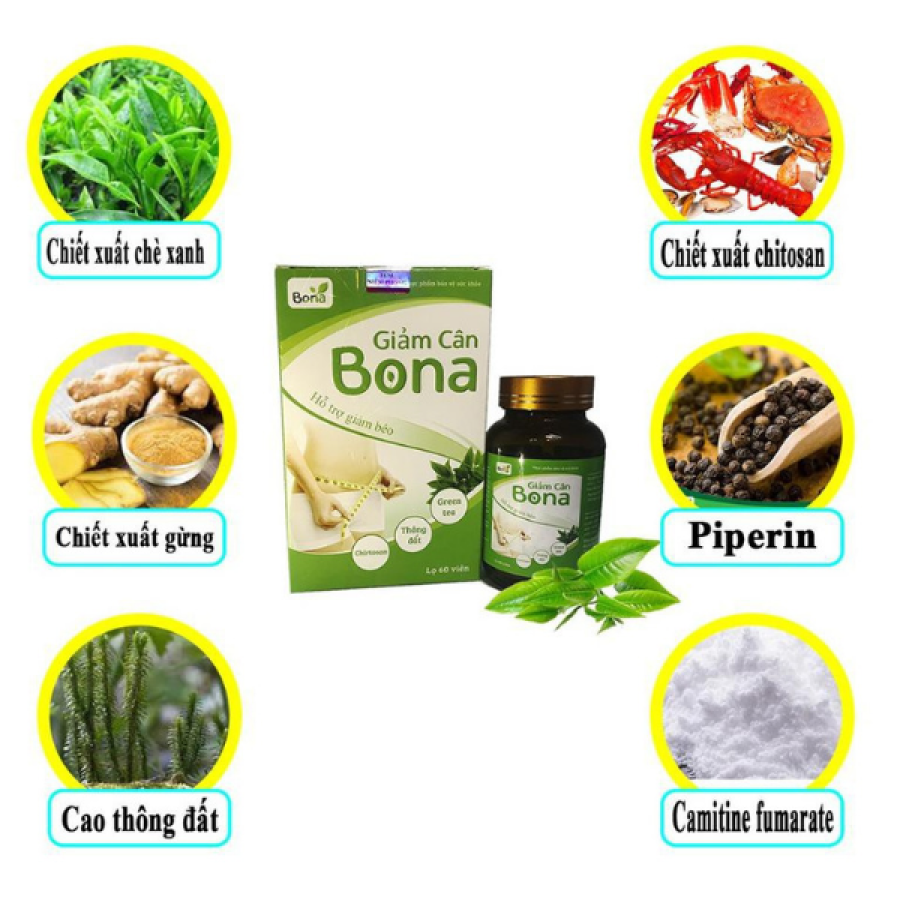 Chiết xuất chè xanh
Chiết xuất chitosan
Bona
Giảm Cân
Bona
Hỗ trợ giảm béo
Green
tea
Thông
đất
Chirtosan
Lọ 60 viên
Giảm Cân
Bona
Chiết xuất gừng
Piperin
Cao thông đất
Camitine fumarate